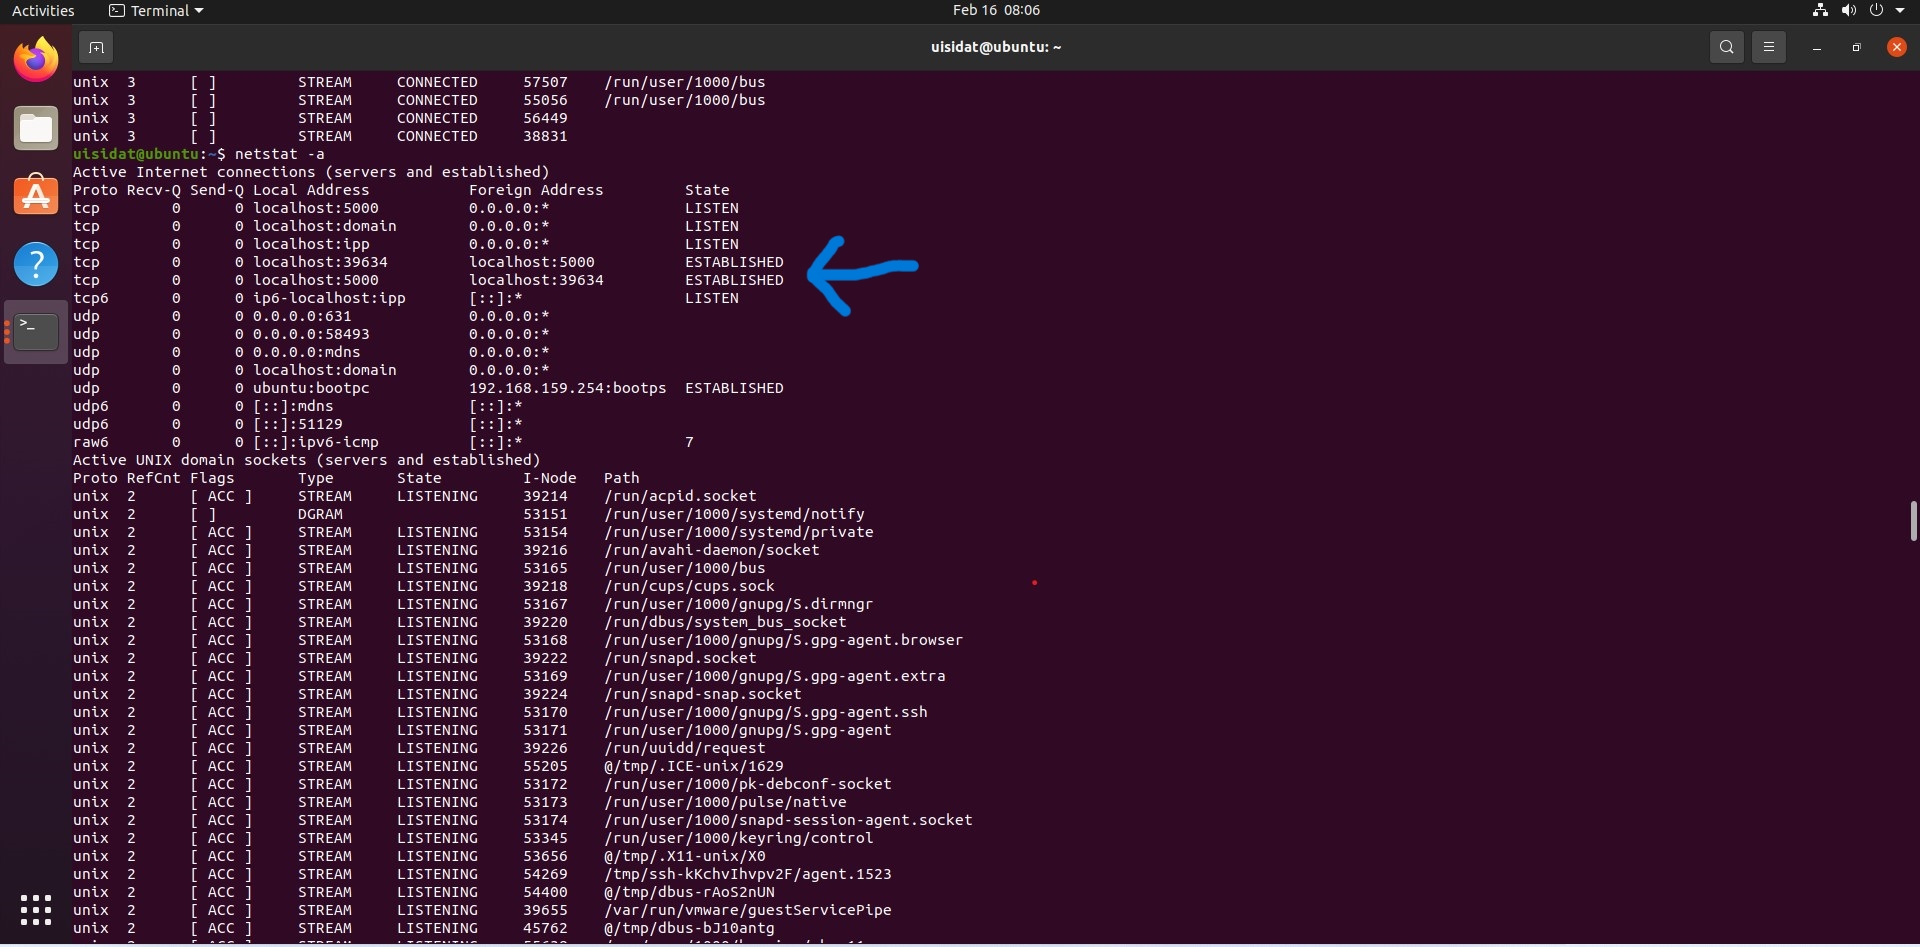 Activities Terminal Feb 16 08:06
uisidat@ubuntu: ~
unix 3 [ ] STREAM CONNECTED 57507 /run/user/1000/bus
unix 3 [ ] STREAM CONNECTED 55056 /run/user/1000/bus
unix 3 [ ] STREAM CONNECTED 56449
unix 3 [ ] STREAM CONNECTED 38831
uisidat@ubuntu:~$ netstat -a
Active Internet connections (servers and established)
Proto Recv-Q Send-Q Local Address Foreign Address State
tcp 0 0 localhost:5000 0.0.0.0:* LISTEN
tcp 0 0 localhost:domain 0.0.0.0:* LISTEN
tcp 0 0 localhost:ipp 0.0.0.0:* LISTEN
tcp 0 0 localhost:39634 localhost:5000 ESTABLISHED
tcp 0 0 localhost:5000 localhost:39634 ESTABLISHED
tcp6 0 0 ip6-localhost:ipp [::]:* LISTEN
udp 0 0 0.0.0.0:631 0.0.0.0:*
udp 0 0 0.0.0.0:58493 0.0.0.0:*
udp 0 0 0.0.0.0:mdns 0.0.0.0:*
udp 0 0 localhost:domain 0.0.0.0:*
udp 0 0 ubuntu:bootpc 192.168.159.254:bootps ESTABLISHED
udp6 0 0 [::]:mdns [::]:*
udp6 0 0 [::]:51129 [::]:*
raw6 0 0 [::]:ipv6-icmp [::]:* 7
Active UNIX domain sockets (servers and established)
Proto RefCnt Flags Type State I-Node Path
unix 2 [ ACC ] STREAM LISTENING 39214 /run/acpid.socket
unix 2 [ ] DGRAM 53151 /run/user/1000/systemd/notify
unix 2 [ ACC ] STREAM LISTENING 53154 /run/user/1000/systemd/private
unix 2 [ ACC ] STREAM LISTENING 39216 /run/avahi-daemon/socket
unix 2 [ ACC ] STREAM LISTENING 53165 /run/user/1000/bus
unix 2 [ ACC ] STREAM LISTENING 39218 /run/cups/cups.sock
unix 2 [ ACC ] STREAM LISTENING 53167 /run/user/1000/gnupg/S.dirmngr
unix 2 [ ACC ] STREAM LISTENING 39220 /run/dbus/system_bus_socket
unix 2 [ ACC ] STREAM LISTENING 53168 /run/user/1000/gnupg/S.gpg-agent.browser
unix 2 [ ACC ] STREAM LISTENING 39222 /run/snapd.socket
unix 2 [ ACC ] STREAM LISTENING 53169 /run/user/1000/gnupg/S.gpg-agent.extra
unix 2 [ ACC ] STREAM LISTENING 39224 /run/snapd-snap.socket
unix 2 [ ACC ] STREAM LISTENING 53170 /run/user/1000/gnupg/S.gpg-agent.ssh
unix 2 [ ACC ] STREAM LISTENING 53171 /run/user/1000/gnupg/S.gpg-agent
unix 2 [ ACC ] STREAM LISTENING 39226 /run/uuidd/request
unix 2 [ ACC ] STREAM LISTENING 55205 @/tmp/.ICE-unix/1629
unix 2 [ ACC ] STREAM LISTENING 53172 /run/user/1000/pk-debconf-socket
unix 2 [ ACC ] STREAM LISTENING 53173 /run/user/1000/pulse/native
unix 2 [ ACC ] STREAM LISTENING 53174 /run/user/1000/snapd-session-agent.socket
unix 2 [ ACC ] STREAM LISTENING 53345 /run/user/1000/keyring/control
unix 2 [ ACC ] STREAM LISTENING 53656 @/tmp/.X11-unix/X0
unix 2 [ ACC ] STREAM LISTENING 54269 /tmp/ssh-kKchvIhvpv2F/agent.1523
unix 2 [ ACC ] STREAM LISTENING 54400 @/tmp/dbus-rAoS2nUN
unix 2 [ ACC ] STREAM LISTENING 39655 /var/run/vmware/guestServicePipe
unix 2 [ ACC ] STREAM LISTENING 45762 @/tmp/dbus-bJ10antg